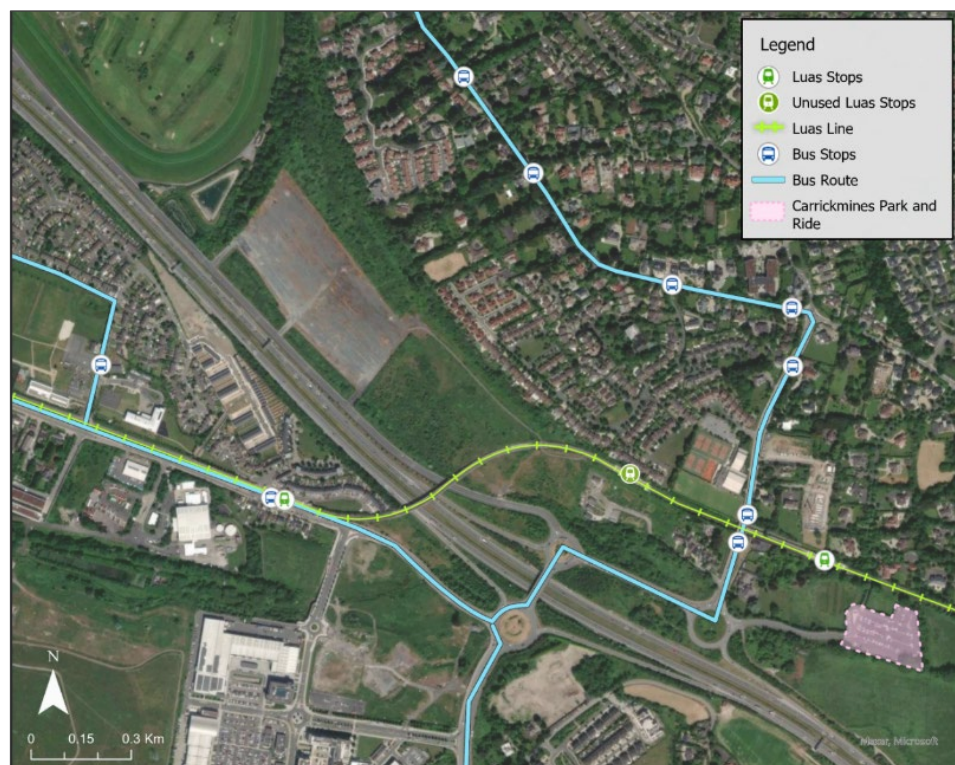 Legend
Luas Stops
Unused Luas Stops
Luas Line
Bus Stops
Bus Route
Carrickmines Park and
Ride
N
0 0.15 0.3 Km
Maxar, Microsoft